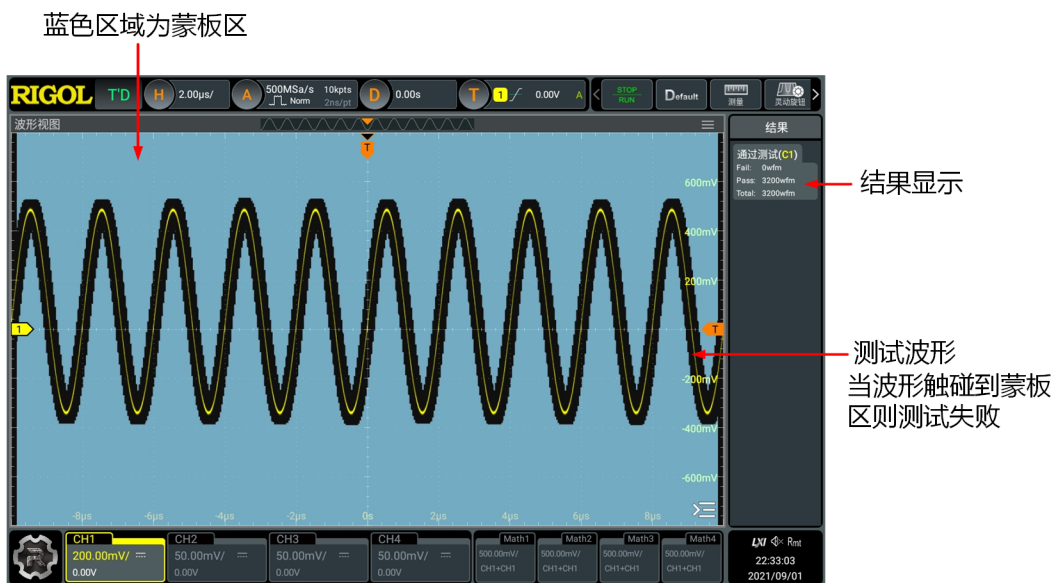 蓝色区域为蒙板区
RIGOL T'D H 2.00μs/ A 500MSa/s 10kpts D 0.00s T 1 0.00V A STOP Default 测量 灵动旋钮
Norm 2ns/pt RUN
波形视图
T
结果
通过测试(C1)
Fail: 0wfm
Pass: 3200wfm
Total: 3200wfm
结果显示
600mV
400mV
200mV
1
T
-200mV
-400mV
-600mV
测试波形
当波形触碰到蒙板
区则测试失败
-8μs -6μs -4μs -2μs 0s 2μs 4μs 6μs 8μs
CH1 CH2 CH3 CH4 Math1 Math2 Math3 Math4
200.00mV/ 50.00mV/ 50.00mV/ 50.00mV/ 500.00mV/ 500.00mV/ 500.00mV/ 500.00mV/
0.00V 0.00V 0.00V 0.00V CH1+CH1 CH1+CH1 CH1+CH1 CH1+CH1
LXI Rmt
22:33:03
2021/09/01